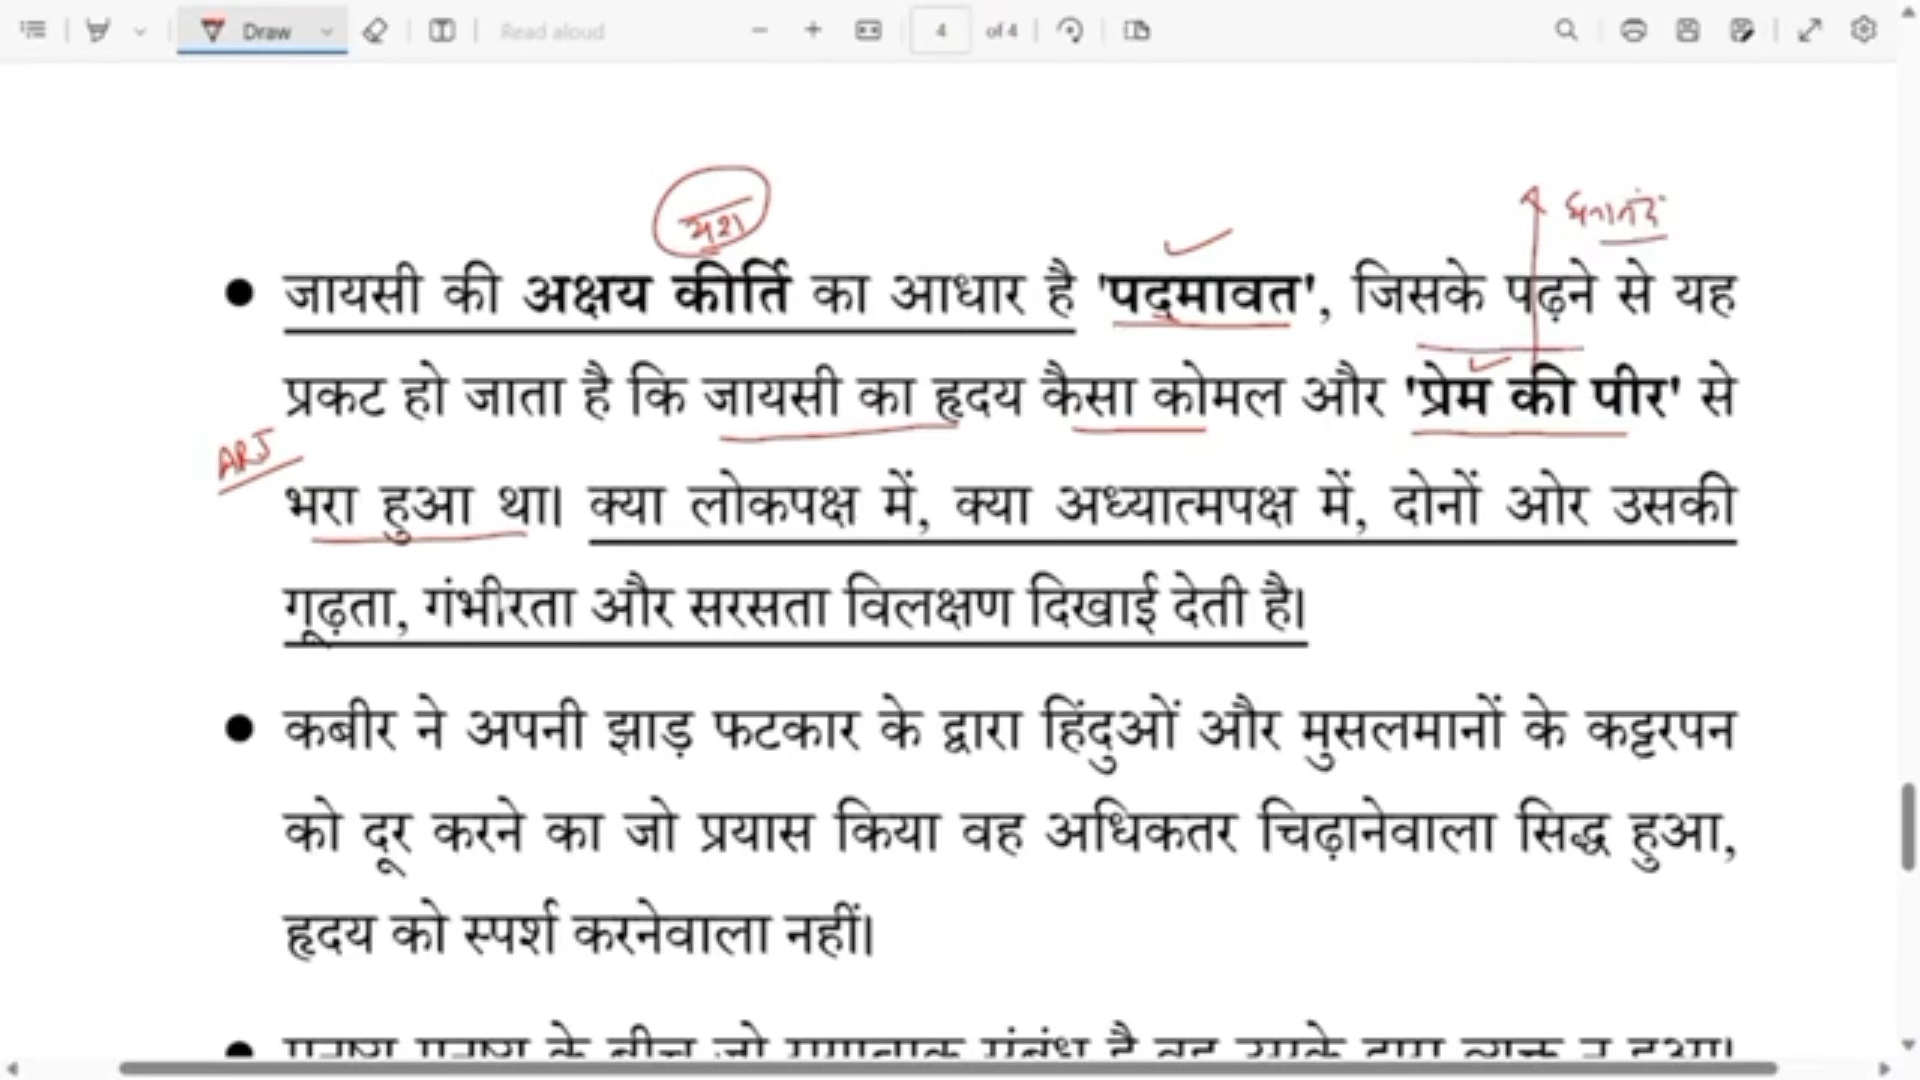 Draw
Read aloud
4 of 4
यश
घनानंद
● जायसी की अक्षय कीर्ति का आधार है 'पद्मावत', जिसके पढ़ने से यह
प्रकट हो जाता है कि जायसी का हृदय कैसा कोमल और 'प्रेम की पीर' से
ARJ
भरा हुआ था। क्या लोकपक्ष में, क्या अध्यात्मपक्ष में, दोनों ओर उसकी
गूढ़ता, गंभीरता और सरसता विलक्षण दिखाई देती है।
● कबीर ने अपनी झाड़ फटकार के द्वारा हिंदुओं और मुसलमानों के कट्टरपन
को दूर करने का जो प्रयास किया वह अधिकतर चिढ़ानेवाला सिद्ध हुआ,
हृदय को स्पर्श करनेवाला नहीं।